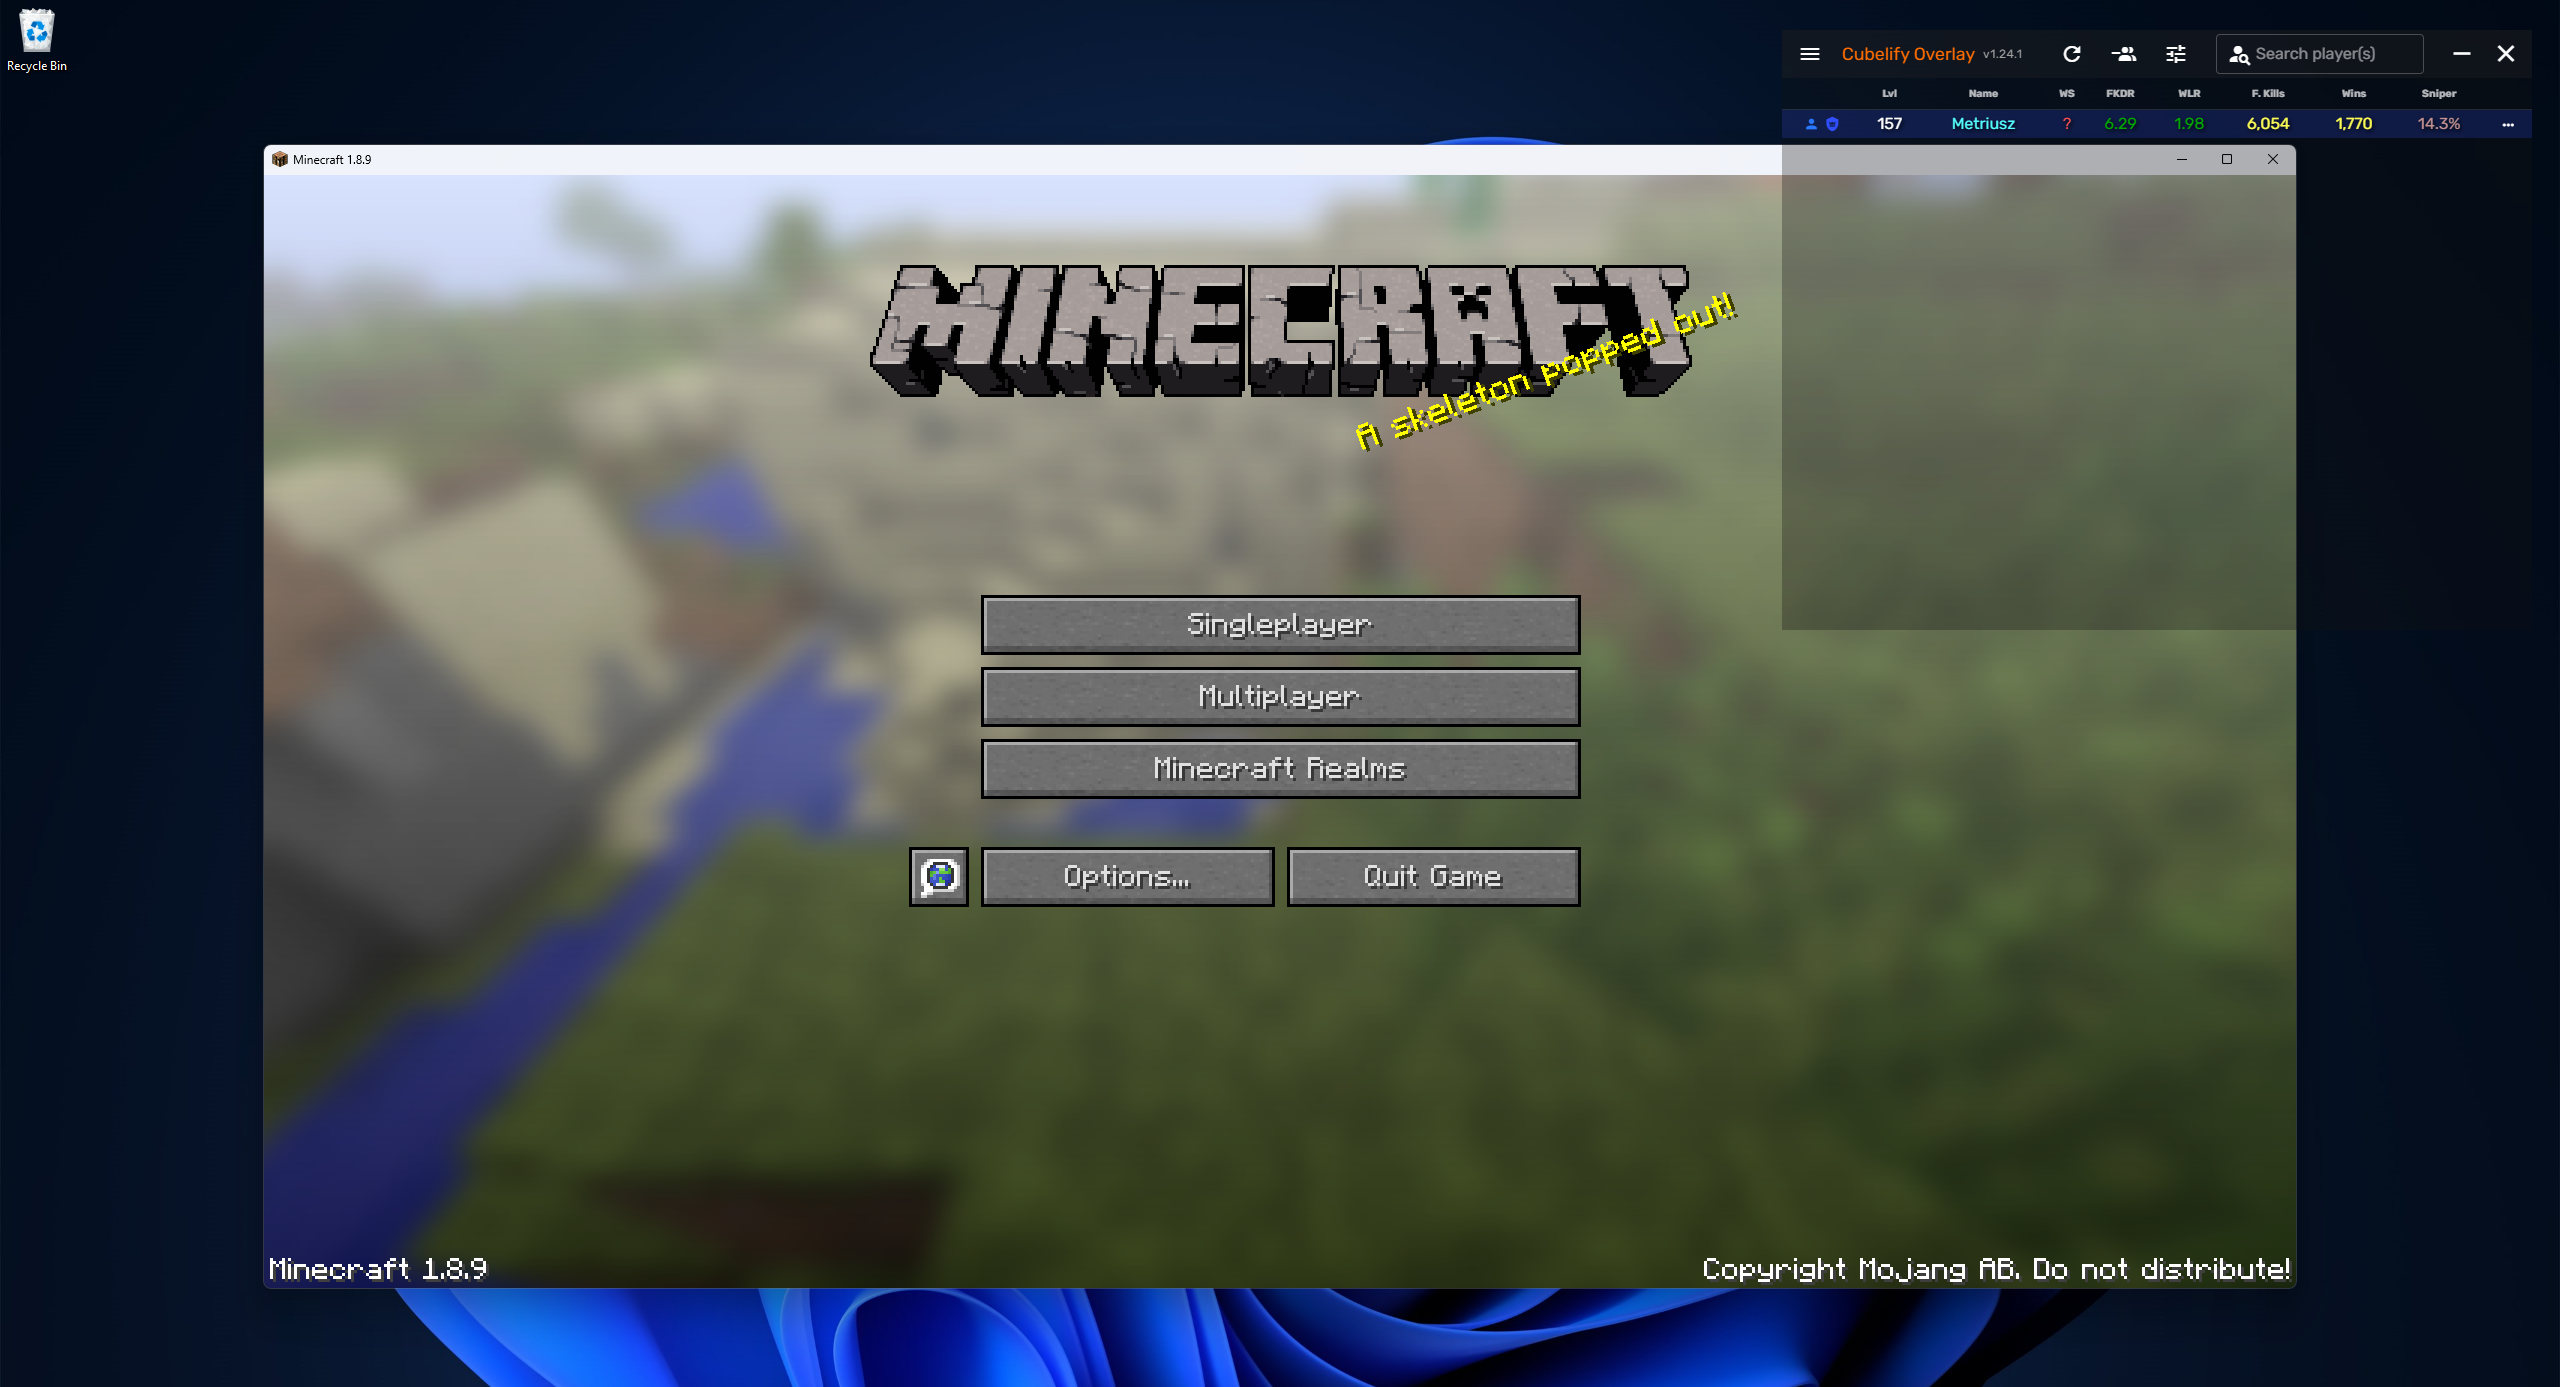 Recycle Bin
Cubelify Overlay v1.24.1 Search player(s)
Lvl Name WS FKDR WLR F. Kills Wins Sniper
157 Metriusz ? 6.29 1.98 6,054 1,770 14.3%
Minecraft 1.8.9
MINECRAFT
A skeleton popped out!
Singleplayer
Multiplayer
Minecraft Realms
Options...
Quit Game
Minecraft 1.8.9
Copyright Mojang AB. Do not distribute!